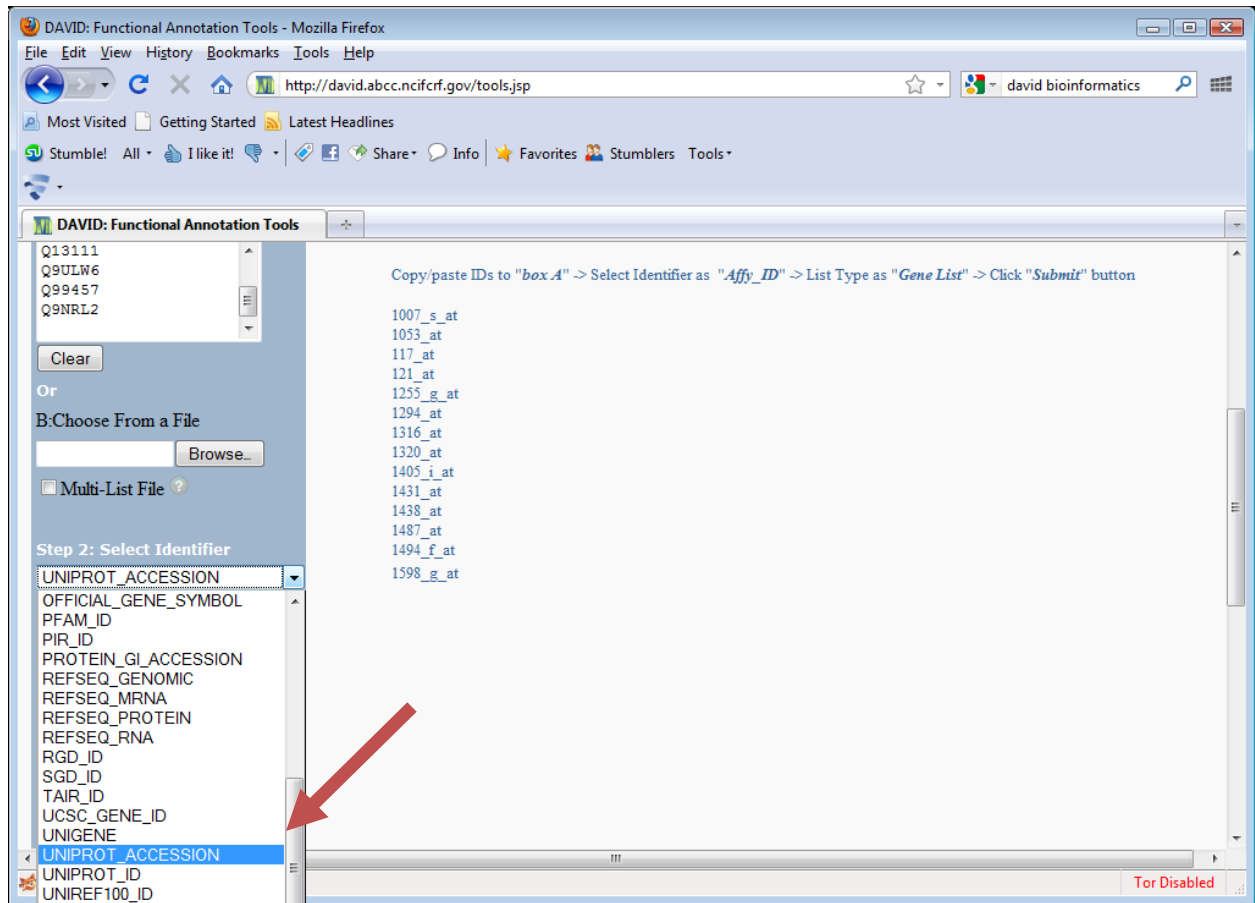 DAVID: Functional Annotation Tools - Mozilla Firefox
File Edit View History Bookmarks Tools Help
http://david.abcc.ncifcrf.gov/tools.jsp
david bioinformatics
Most Visited Getting Started Latest Headlines
Stumble! All I like it! Share Info Favorites Stumblers Tools
DAVID: Functional Annotation Tools
Q13111
Q9ULW6
Q99457
Q9NRL2
Clear
Or
B:Choose From a File
Browse...
Multi-List File ?
Step 2: Select Identifier
UNIPROT_ACCESSION
OFFICIAL_GENE_SYMBOL
PFAM_ID
PIR_ID
PROTEIN_GI_ACCESSION
REFSEQ_GENOMIC
REFSEQ_MRNA
REFSEQ_PROTEIN
REFSEQ_RNA
RGD_ID
SGD_ID
TAIR_ID
UCSC_GENE_ID
UNIGENE
UNIPROT_ACCESSION
UNIPROT_ID
UNIREF100_ID
Copy/paste IDs to "box A" -> Select Identifier as "Affy_ID" -> List Type as "Gene List" -> Click "Submit" button
1007_s_at
1053_at
117_at
121_at
1255_g_at
1294_at
1316_at
1320_at
1405_i_at
1431_at
1438_at
1487_at
1494_f_at
1598_g_at
Tor Disabled